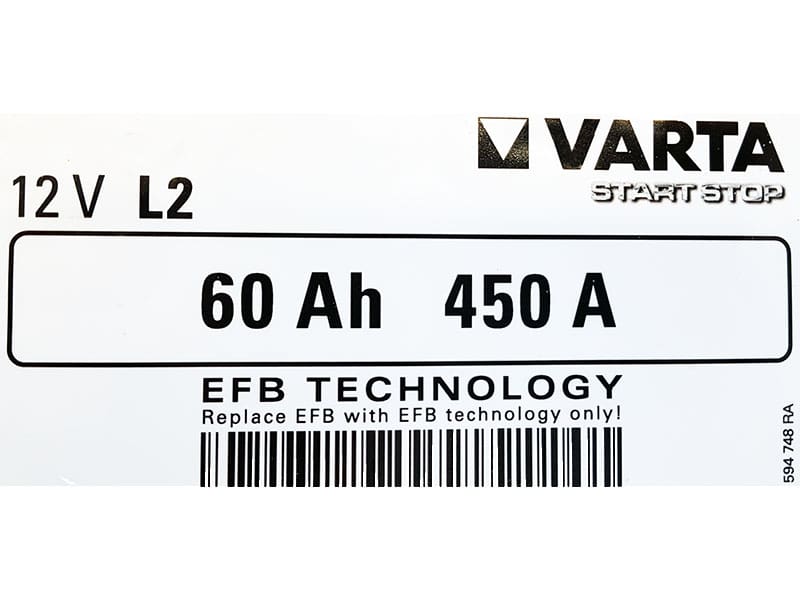 VARTA
START STOP
12 V L2
60 Ah 450 A
EFB TECHNOLOGY
Replace EFB with EFB technology only!
594 748 RA